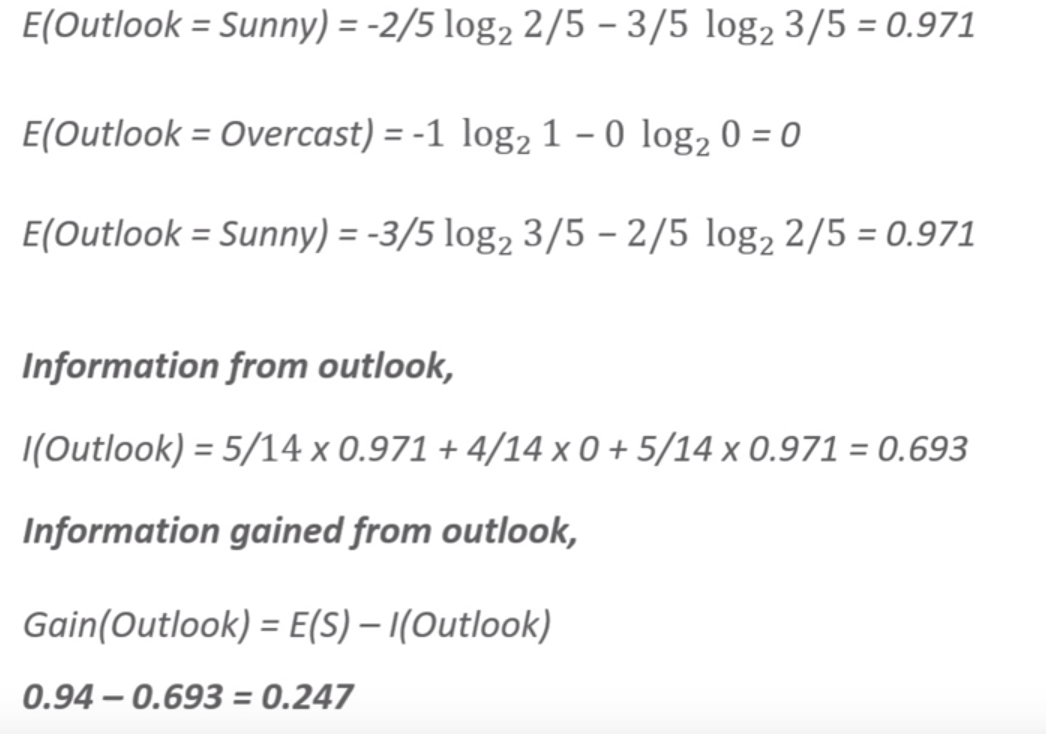 E(Outlook = Sunny) = -2/5 log₂ 2/5 − 3/5 log₂ 3/5 = 0.971
E(Outlook = Overcast) = -1 log₂ 1 − 0 log₂ 0 = 0
E(Outlook = Sunny) = -3/5 log₂ 3/5 − 2/5 log₂ 2/5 = 0.971
Information from outlook,
I(Outlook) = 5/14 x 0.971 + 4/14 x 0 + 5/14 x 0.971 = 0.693
Information gained from outlook,
Gain(Outlook) = E(S) – I(Outlook)
0.94 – 0.693 = 0.247